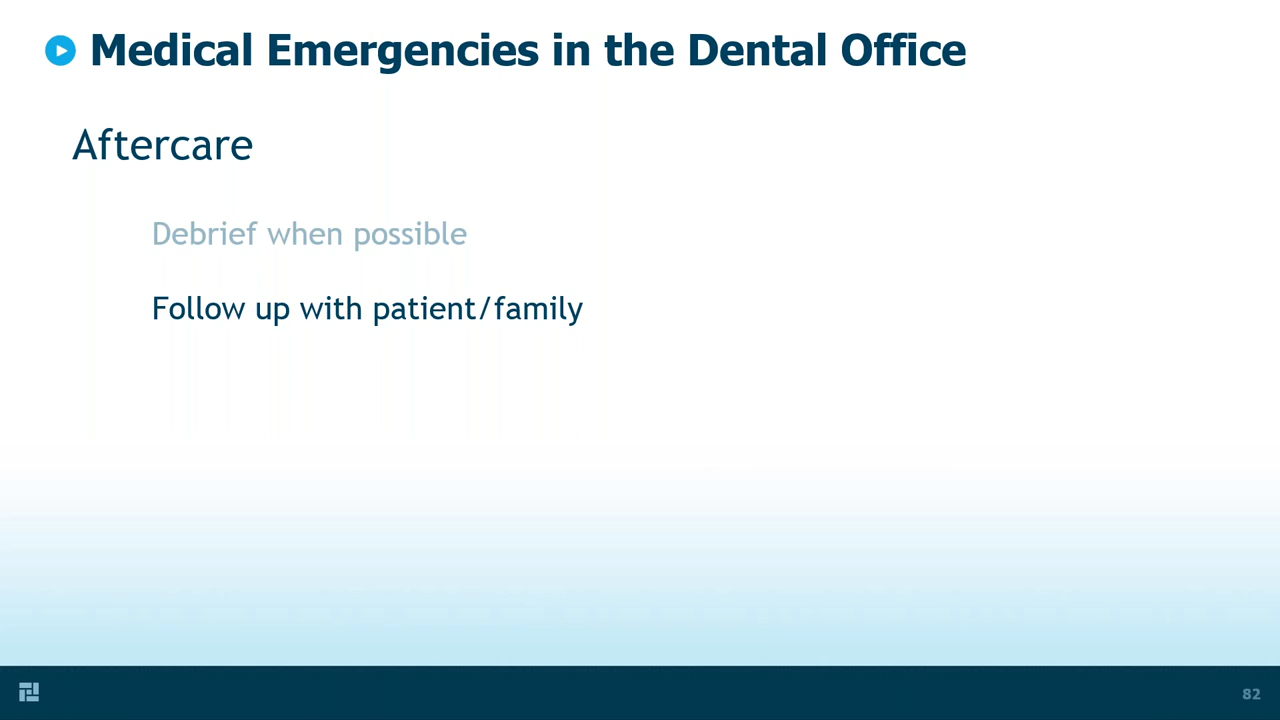 Medical Emergencies in the Dental Office
Aftercare
Debrief when possible
Follow up with patient/family
82